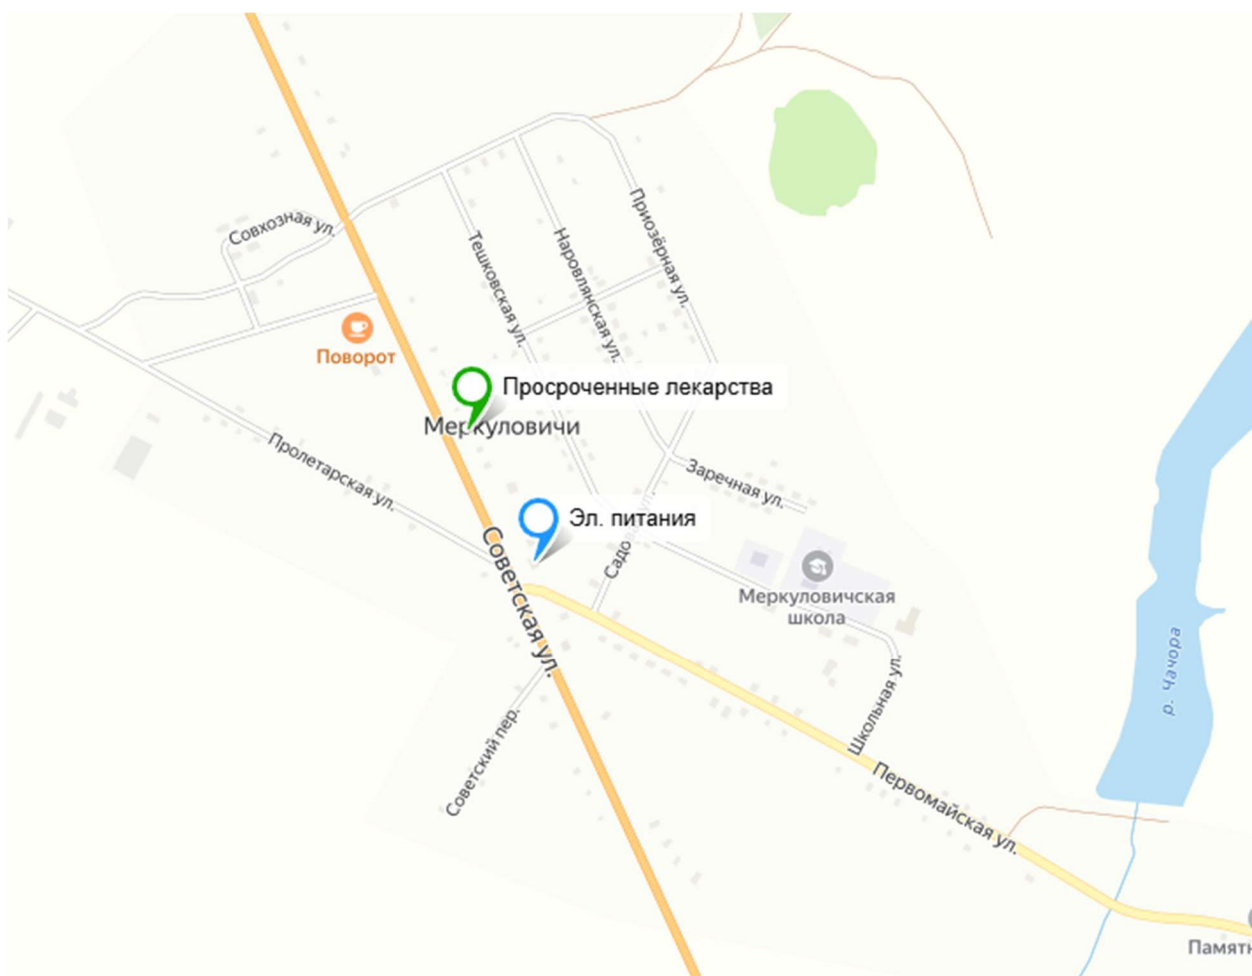 Совхозная ул.
Приозёрная ул.
Наровлянская ул.
Тешковская ул.
Поворот
Просроченные лекарства
Меркуловичи
Пролетарская ул.
Заречная ул.
Эл. питания
Советская ул.
Меркуловичская
школа
р. Чачора
Школьная ул.
Советский пер.
Первомайская ул.